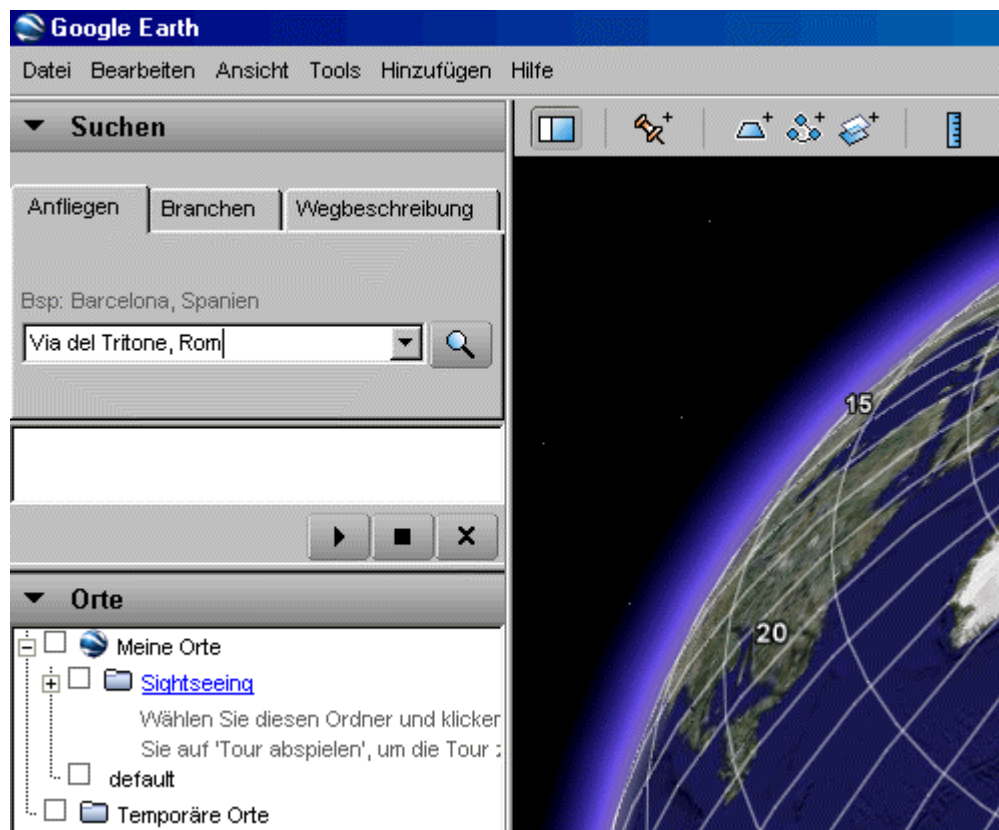 Google Earth
Datei Bearbeiten Ansicht Tools Hinzufügen Hilfe
Suchen
Anfliegen Branchen Wegbeschreibung
Bsp: Barcelona, Spanien
Via del Tritone, Rom
15
Orte
Meine Orte
20
Sightseeing
Wählen Sie diesen Ordner und klicken
Sie auf 'Tour abspielen', um die Tour
default
Temporäre Orte